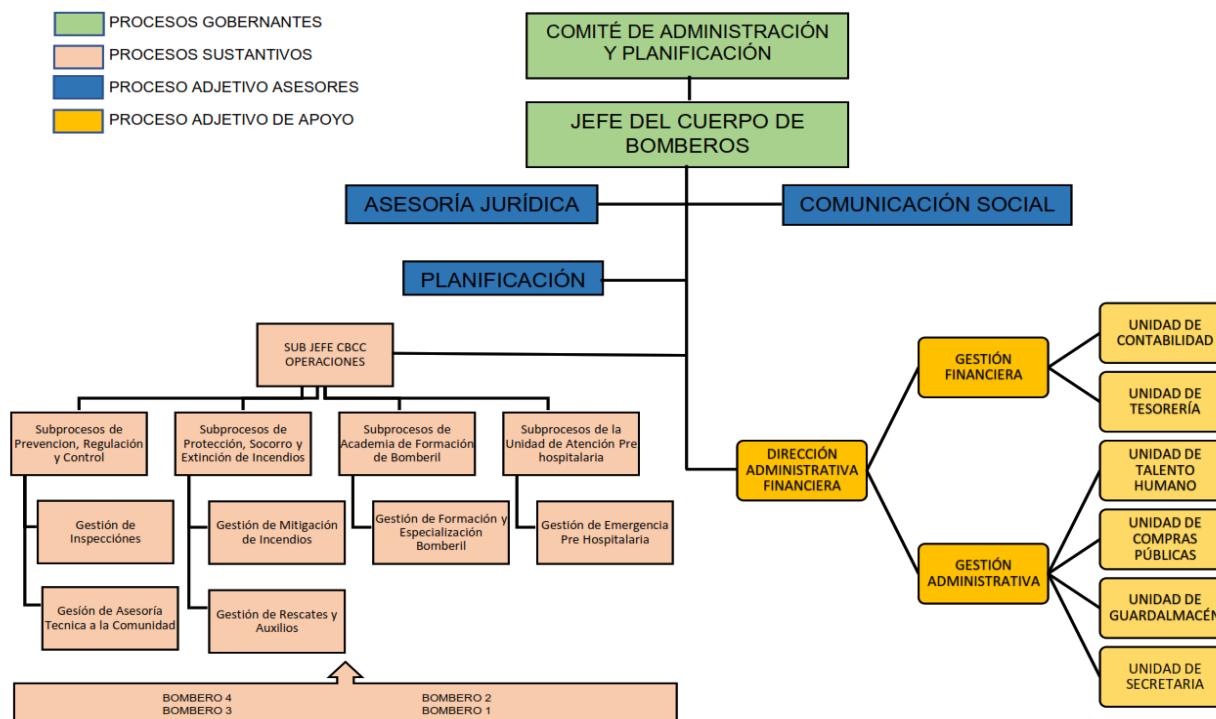 PROCESOS GOBERNANTES
PROCESOS SUSTANTIVOS
PROCESO ADJETIVO ASESORES
PROCESO ADJETIVO DE APOYO
COMITÉ DE ADMINISTRACIÓN
Y PLANIFICACIÓN
JEFE DEL CUERPO DE
BOMBEROS
ASESORÍA JURÍDICA
COMUNICACIÓN SOCIAL
PLANIFICACIÓN
SUB JEFE CBCC
OPERACIONES
Subprocesos de
Prevencion, Regulación
y Control
Subprocesos de
Protección, Socorro y
Extinción de Incendios
Subprocesos de
Academia de Formación
de Bomberil
Subprocesos de la
Unidad de Atención Pre
hospitalaria
Gestión de
Inspecciónes
Gestión de Mitigación
de Incendios
Gestión de Formación y
Especialización
Bomberil
Gestión de Emergencia
Pre Hospitalaria
Gesión de Asesoría
Tecnica a la Comunidad
Gestión de Rescates y
Auxilios
BOMBERO 4
BOMBERO 3
BOMBERO 2
BOMBERO 1
DIRECCIÓN
ADMINISTRATIVA
FINANCIERA
GESTIÓN
FINANCIERA
UNIDAD DE
CONTABILIDAD
UNIDAD DE
TESORERÍA
GESTIÓN
ADMINISTRATIVA
UNIDAD DE
TALENTO
HUMANO
UNIDAD DE
COMPRAS
PÚBLICAS
UNIDAD DE
GUARDALMACÉN
UNIDAD DE
SECRETARIA